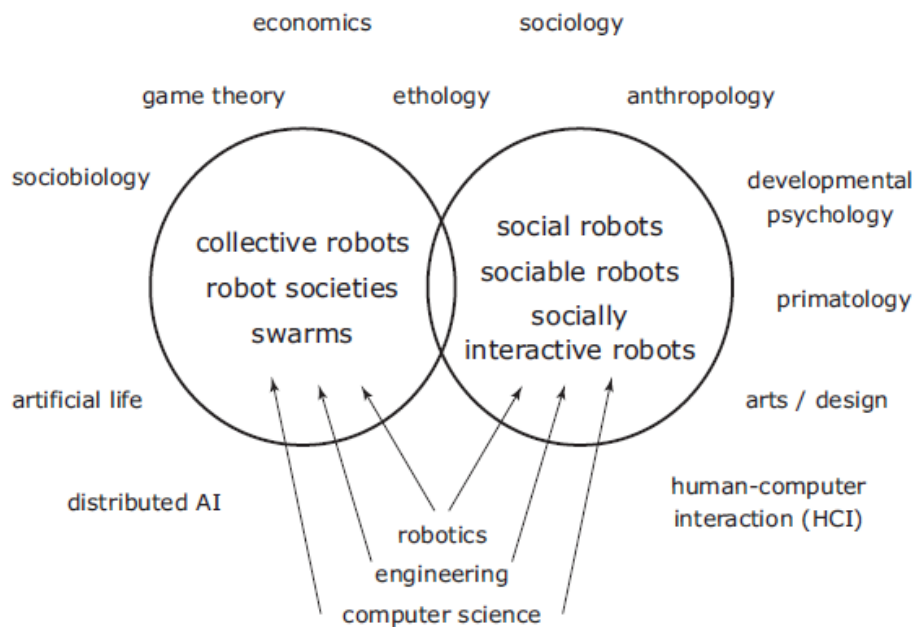 economics
sociology
game theory
ethology
anthropology
sociobiology
developmental
psychology
collective robots
robot societies
swarms
social robots
sociable robots
socially
interactive robots
primatology
artificial life
arts / design
distributed AI
human-computer
interaction (HCI)
robotics
engineering
computer science